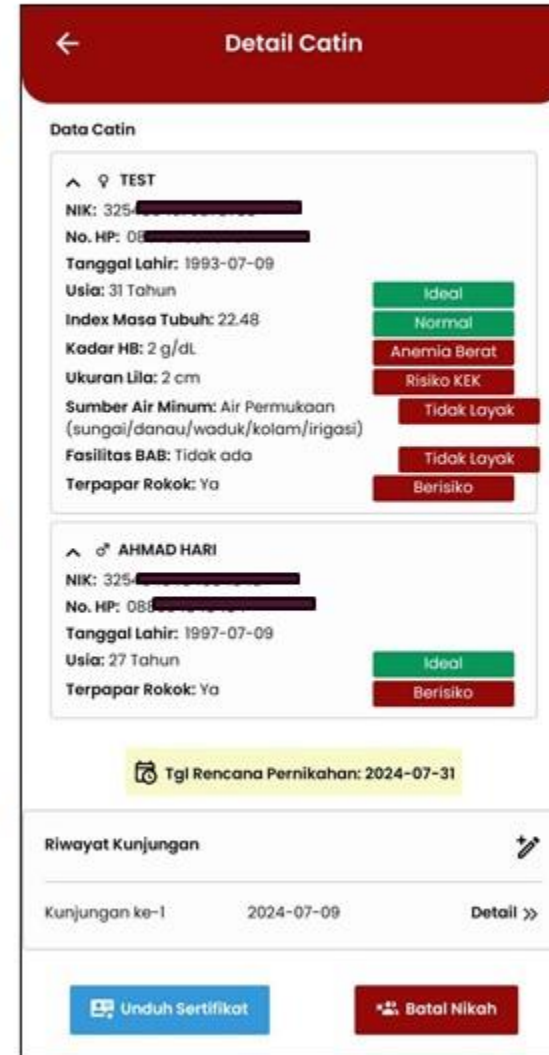 Detail Catin
Data Catin
TEST
NIK: 325
No. HP: 08
Tanggal Lahir: 1993-07-09
Usia: 31 Tahun Ideal
Index Masa Tubuh: 22.48 Normal
Kadar HB: 2 g/dL Anemia Berat
Ukuran Lila: 2 cm Risiko KEK
Sumber Air Minum: Air Permukaan Tidak Layak
(sungai/danau/waduk/kolam/irigasi)
Fasilitas BAB: Tidak ada Tidak Layak
Terpapar Rokok: Ya Berisiko
AHMAD HARI
NIK: 325
No. HP: 088
Tanggal Lahir: 1997-07-09
Usia: 27 Tahun Ideal
Terpapar Rokok: Ya Berisiko
Tgl Rencana Pernikahan: 2024-07-31
Riwayat Kunjungan
Kunjungan ke-1 2024-07-09 Detail »
Unduh Sertifikat Batal Nikah